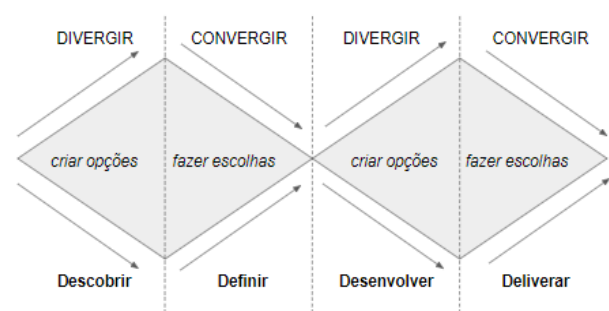 DIVERGIR
CONVERGIR
DIVERGIR
CONVERGIR
criar opções
fazer escolhas
criar opções
fazer escolhas
Descobrir
Definir
Desenvolver
Deliverar